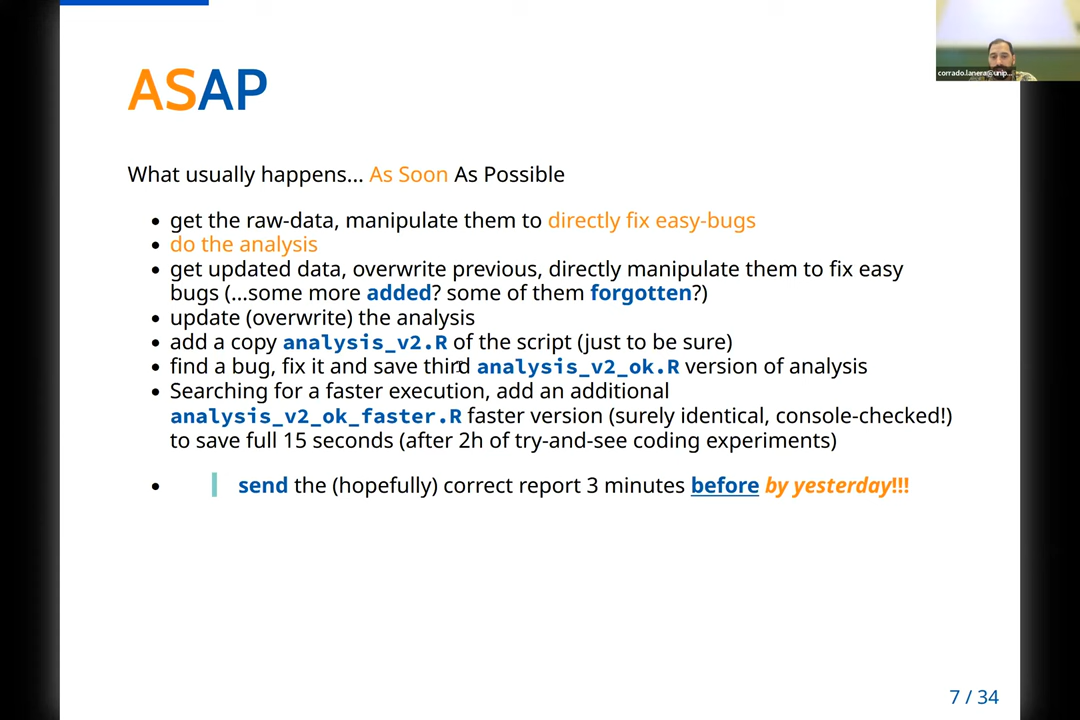 ASAP
What usually happens... As Soon As Possible
• get the raw-data, manipulate them to directly fix easy-bugs
• do the analysis
• get updated data, overwrite previous, directly manipulate them to fix easy
bugs (...some more added? some of them forgotten?)
• update (overwrite) the analysis
• add a copy analysis_v2.R of the script (just to be sure)
• find a bug, fix it and save third analysis_v2_ok.R version of analysis
• Searching for a faster execution, add an additional
analysis_v2_ok_faster.R faster version (surely identical, console-checked!)
to save full 15 seconds (after 2h of try-and-see coding experiments)
• send the (hopefully) correct report 3 minutes before by yesterday!!!
7 / 34
corrado.lanera@unip...